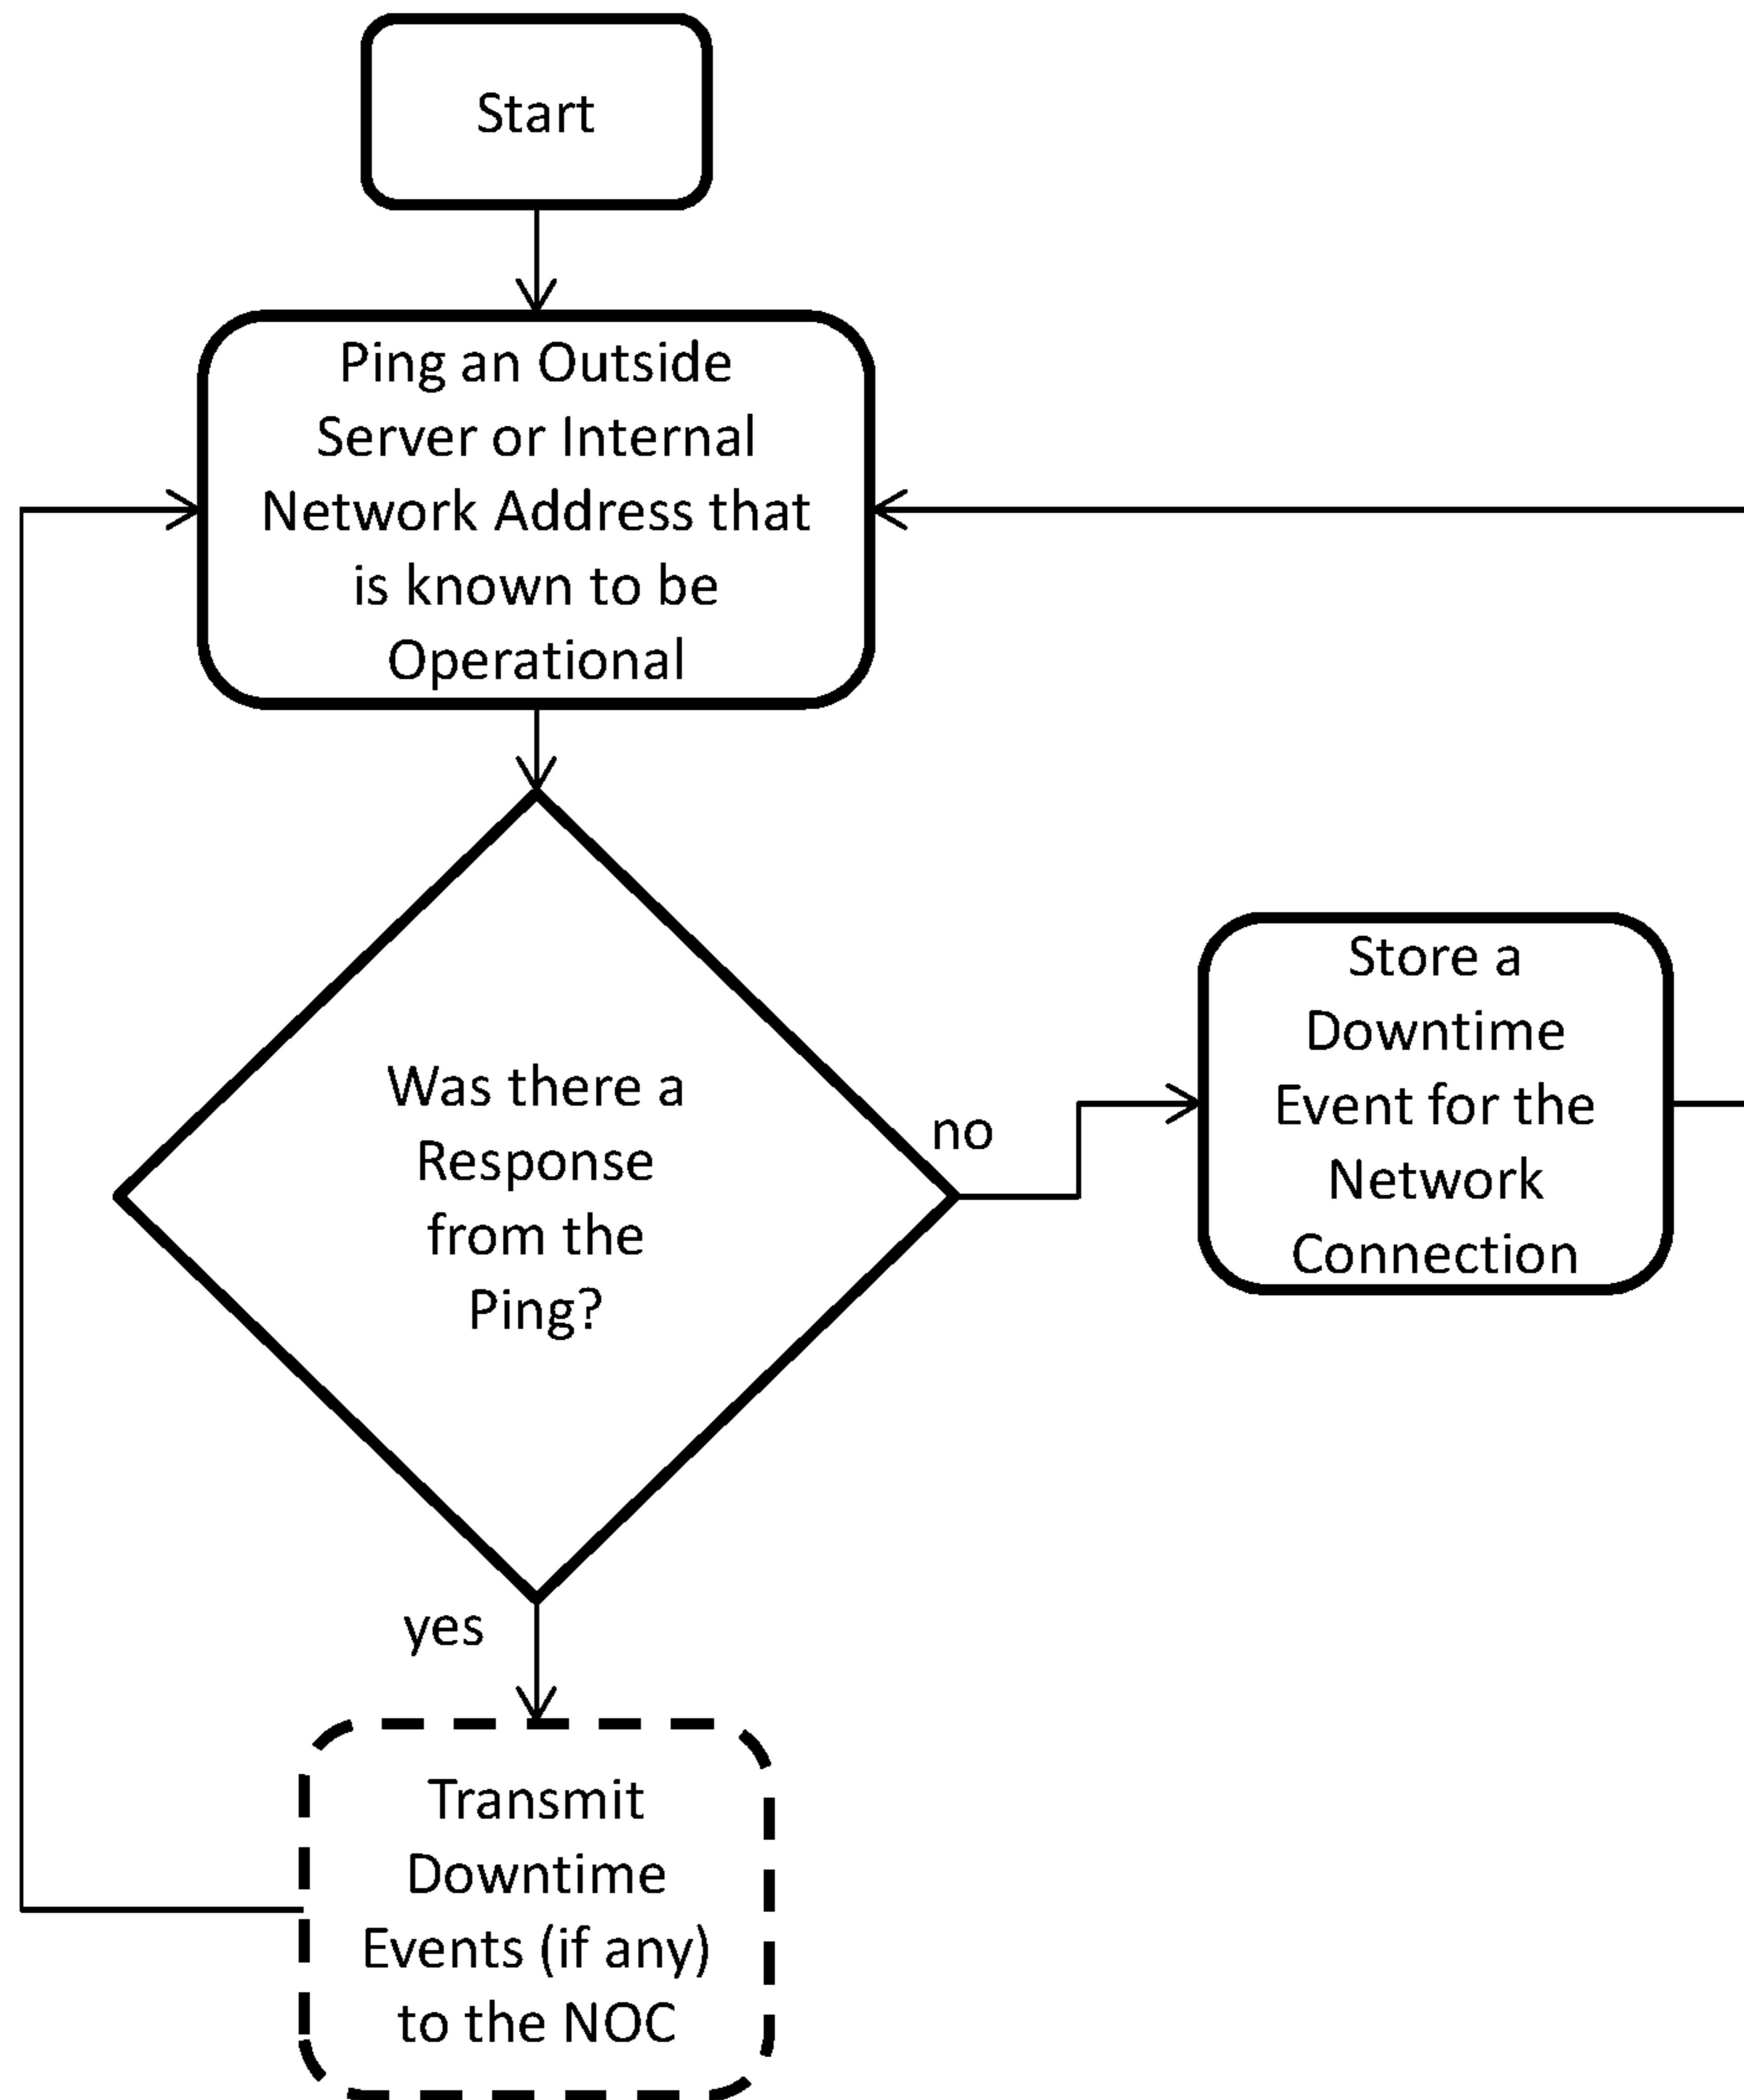 Start
Ping an Outside
Server or Internal
Network Address that
is known to be
Operational
Was there a
Response
from the
Ping?
no
Store a
Downtime
Event for the
Network
Connection
yes
Transmit
Downtime
Events (if any)
to the NOC